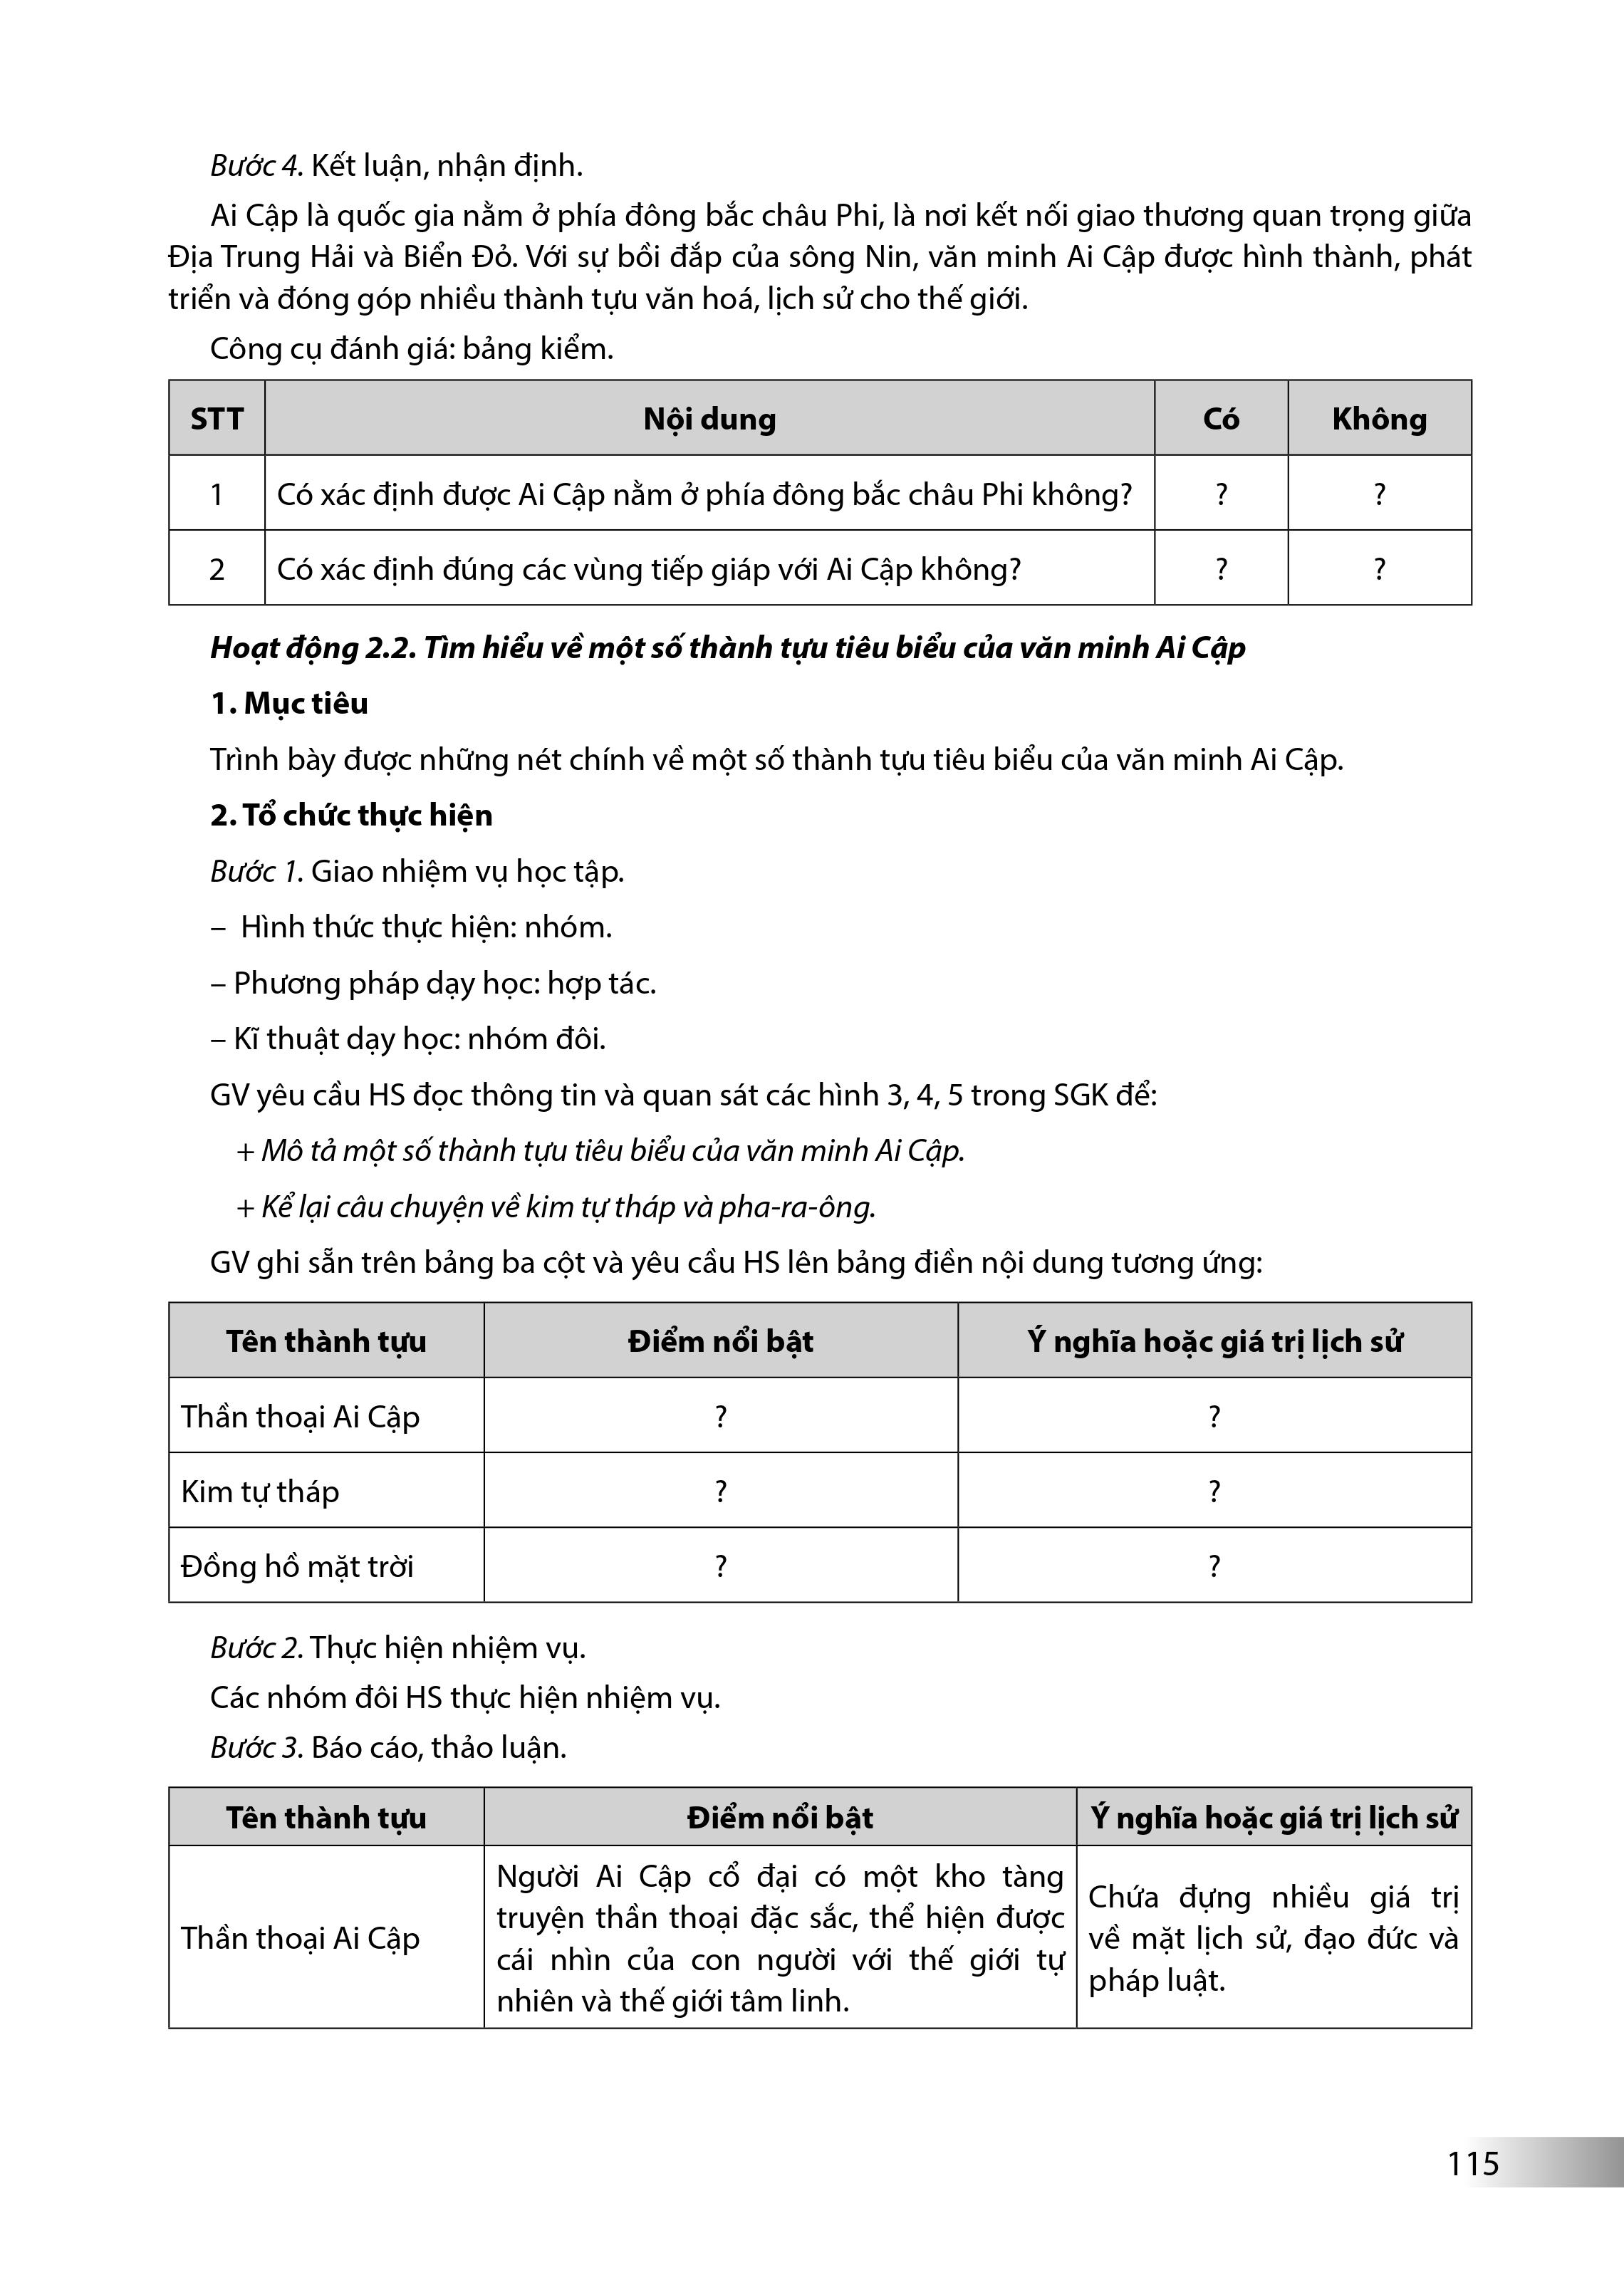 Bước 4. Kết luận, nhận định.
Ai Cập là quốc gia nằm ở phía đông bắc châu Phi, là nơi kết nối giao thương quan trọng giữa
Địa Trung Hải và Biển Đỏ. Với sự bồi đắp của sông Nin, văn minh Ai Cập được hình thành, phát
triển và đóng góp nhiều thành tựu văn hoá, lịch sử cho thế giới.
Công cụ đánh giá: bảng kiểm.
STT Nội dung Có Không
1 Có xác định được Ai Cập nằm ở phía đông bắc châu Phi không? ? ?
2 Có xác định đúng các vùng tiếp giáp với Ai Cập không? ? ?
Hoạt động 2.2. Tìm hiểu về một số thành tựu tiêu biểu của văn minh Ai Cập
1. Mục tiêu
Trình bày được những nét chính về một số thành tựu tiêu biểu của văn minh Ai Cập.
2. Tổ chức thực hiện
Bước 1. Giao nhiệm vụ học tập.
– Hình thức thực hiện: nhóm.
– Phương pháp dạy học: hợp tác.
– Kĩ thuật dạy học: nhóm đôi.
GV yêu cầu HS đọc thông tin và quan sát các hình 3, 4, 5 trong SGK để:
+ Mô tả một số thành tựu tiêu biểu của văn minh Ai Cập.
+ Kể lại câu chuyện về kim tự tháp và pha-ra-ông.
GV ghi sẵn trên bảng ba cột và yêu cầu HS lên bảng điền nội dung tương ứng:
Tên thành tựu Điểm nổi bật Ý nghĩa hoặc giá trị lịch sử
Thần thoại Ai Cập ? ?
Kim tự tháp ? ?
Đồng hồ mặt trời ? ?
Bước 2. Thực hiện nhiệm vụ.
Các nhóm đôi HS thực hiện nhiệm vụ.
Bước 3. Báo cáo, thảo luận.
Tên thành tựu Điểm nổi bật Ý nghĩa hoặc giá trị lịch sử
Thần thoại Ai Cập
Người Ai Cập cổ đại có một kho tàng
truyện thần thoại đặc sắc, thể hiện được
cái nhìn của con người với thế giới tự
nhiên và thế giới tâm linh.
Chứa đựng nhiều giá trị
về mặt lịch sử, đạo đức và
pháp luật.
115